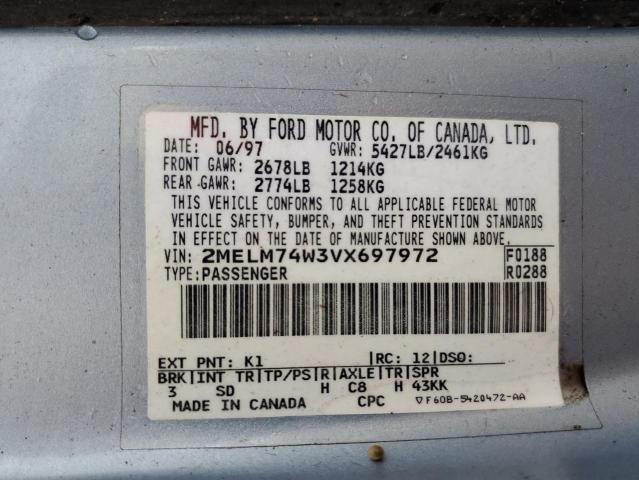 MFD. BY FORD MOTOR CO. OF CANADA, LTD.
DATE: 06/97 GVWR: 5427LB/2461KG
FRONT GAWR: 2678LB 1214KG
REAR GAWR: 2774LB 1258KG
THIS VEHICLE CONFORMS TO ALL APPLICABLE FEDERAL MOTOR
VEHICLE SAFETY, BUMPER, AND THEFT PREVENTION STANDARDS
IN EFFECT ON THE DATE OF MANUFACTURE SHOWN ABOVE.
VIN: 2MELM74W3VX697972 F0188
TYPE: PASSENGER R0288
EXT PNT: K1 RC: 12 DSO:
BRK INT TR TP/PS R AXLE TR SPR
3 SD H C8 H 43KK
MADE IN CANADA CPC ▽F60B-5420472-AA